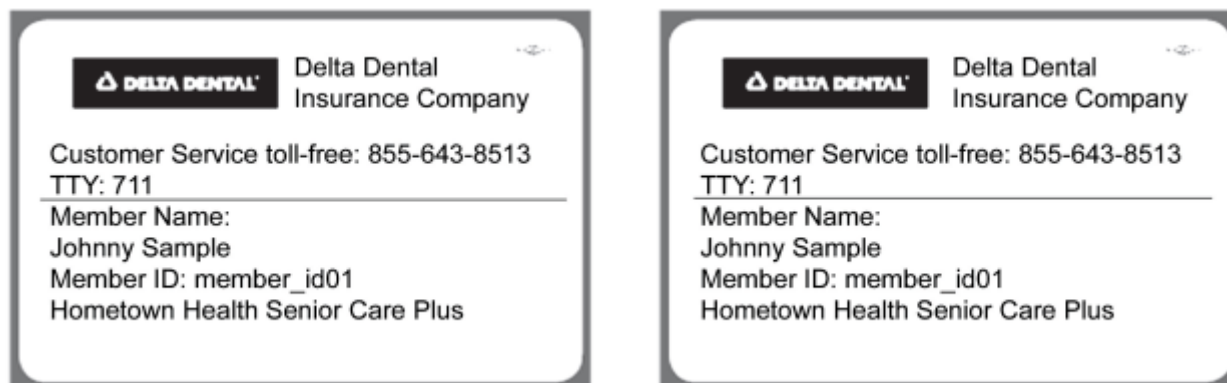 DELTA DENTAL
Delta Dental
Insurance Company
Customer Service toll-free: 855-643-8513
TTY: 711
Member Name:
Johnny Sample
Member ID: member_id01
Hometown Health Senior Care Plus
DELTA DENTAL
Delta Dental
Insurance Company
Customer Service toll-free: 855-643-8513
TTY: 711
Member Name:
Johnny Sample
Member ID: member_id01
Hometown Health Senior Care Plus